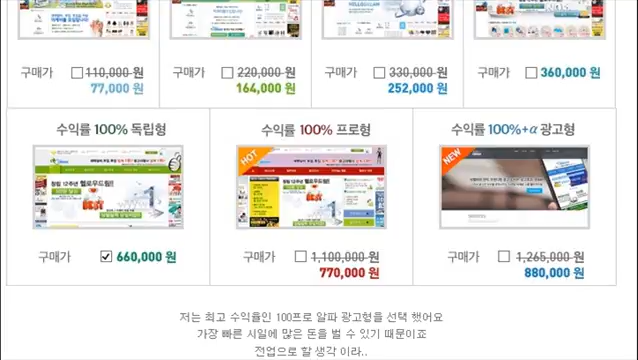 구매가 110,000 원 77,000 원
구매가 220,000 원 164,000 원
구매가 330,000 원 252,000 원
구매가 360,000 원
수익률 100% 독립형
수익률 100% 프로형
수익률 100%+α 광고형
HOT
NEW
구매가 660,000 원
구매가 1,100,000 원 770,000 원
구매가 1,265,000 원 880,000 원
저는 최고 수익율인 100프로 알파 광고형을 선택 했어요
가장 빠른 시일에 많은 돈을 벌 수 있기 때문이죠
전업으로 할 생각 이라..